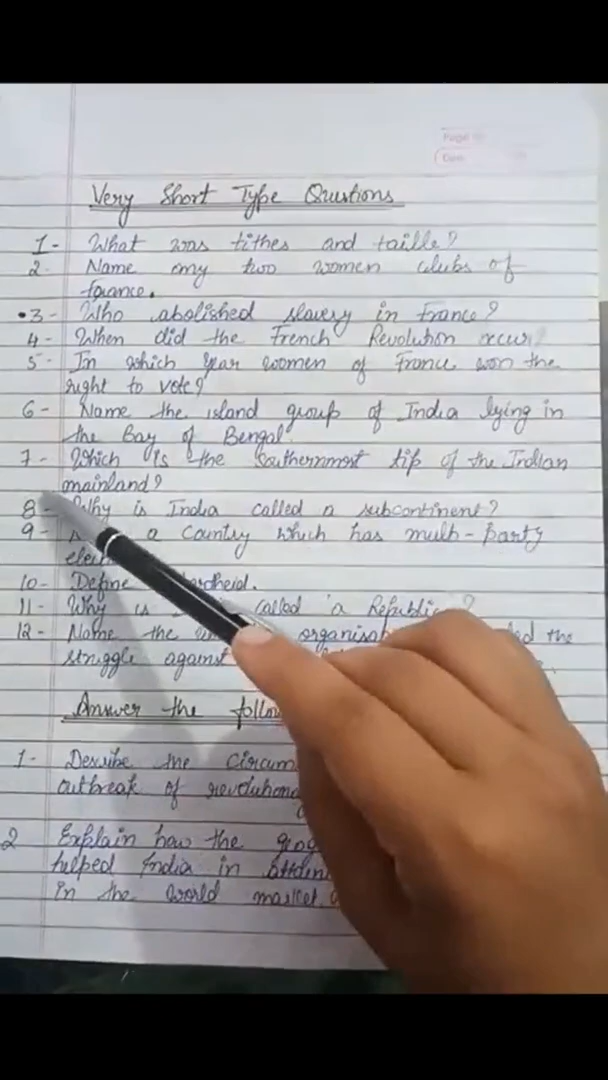 Page No
Date
Very Short Type Questions
1- What was tithes and taille?
2- Name any two women clubs of
france.
•3- Who abolished slavery in France?
4- When did the French Revolution occur?
5- In which year women of France won the
right to vote?
6- Name the island group of India lying in
the Bay of Bengal.
7- Which is the Southernmost tip of the Indian
mainland?
8- Why is India called a subcontinent?
9- a Country which has multi-party
10- Define
11- Why is called 'a Republic?
12- Name the the
struggle against
Answer the
1- Describe the
outbreak of
2 Explain how the
helped India in
in the world market